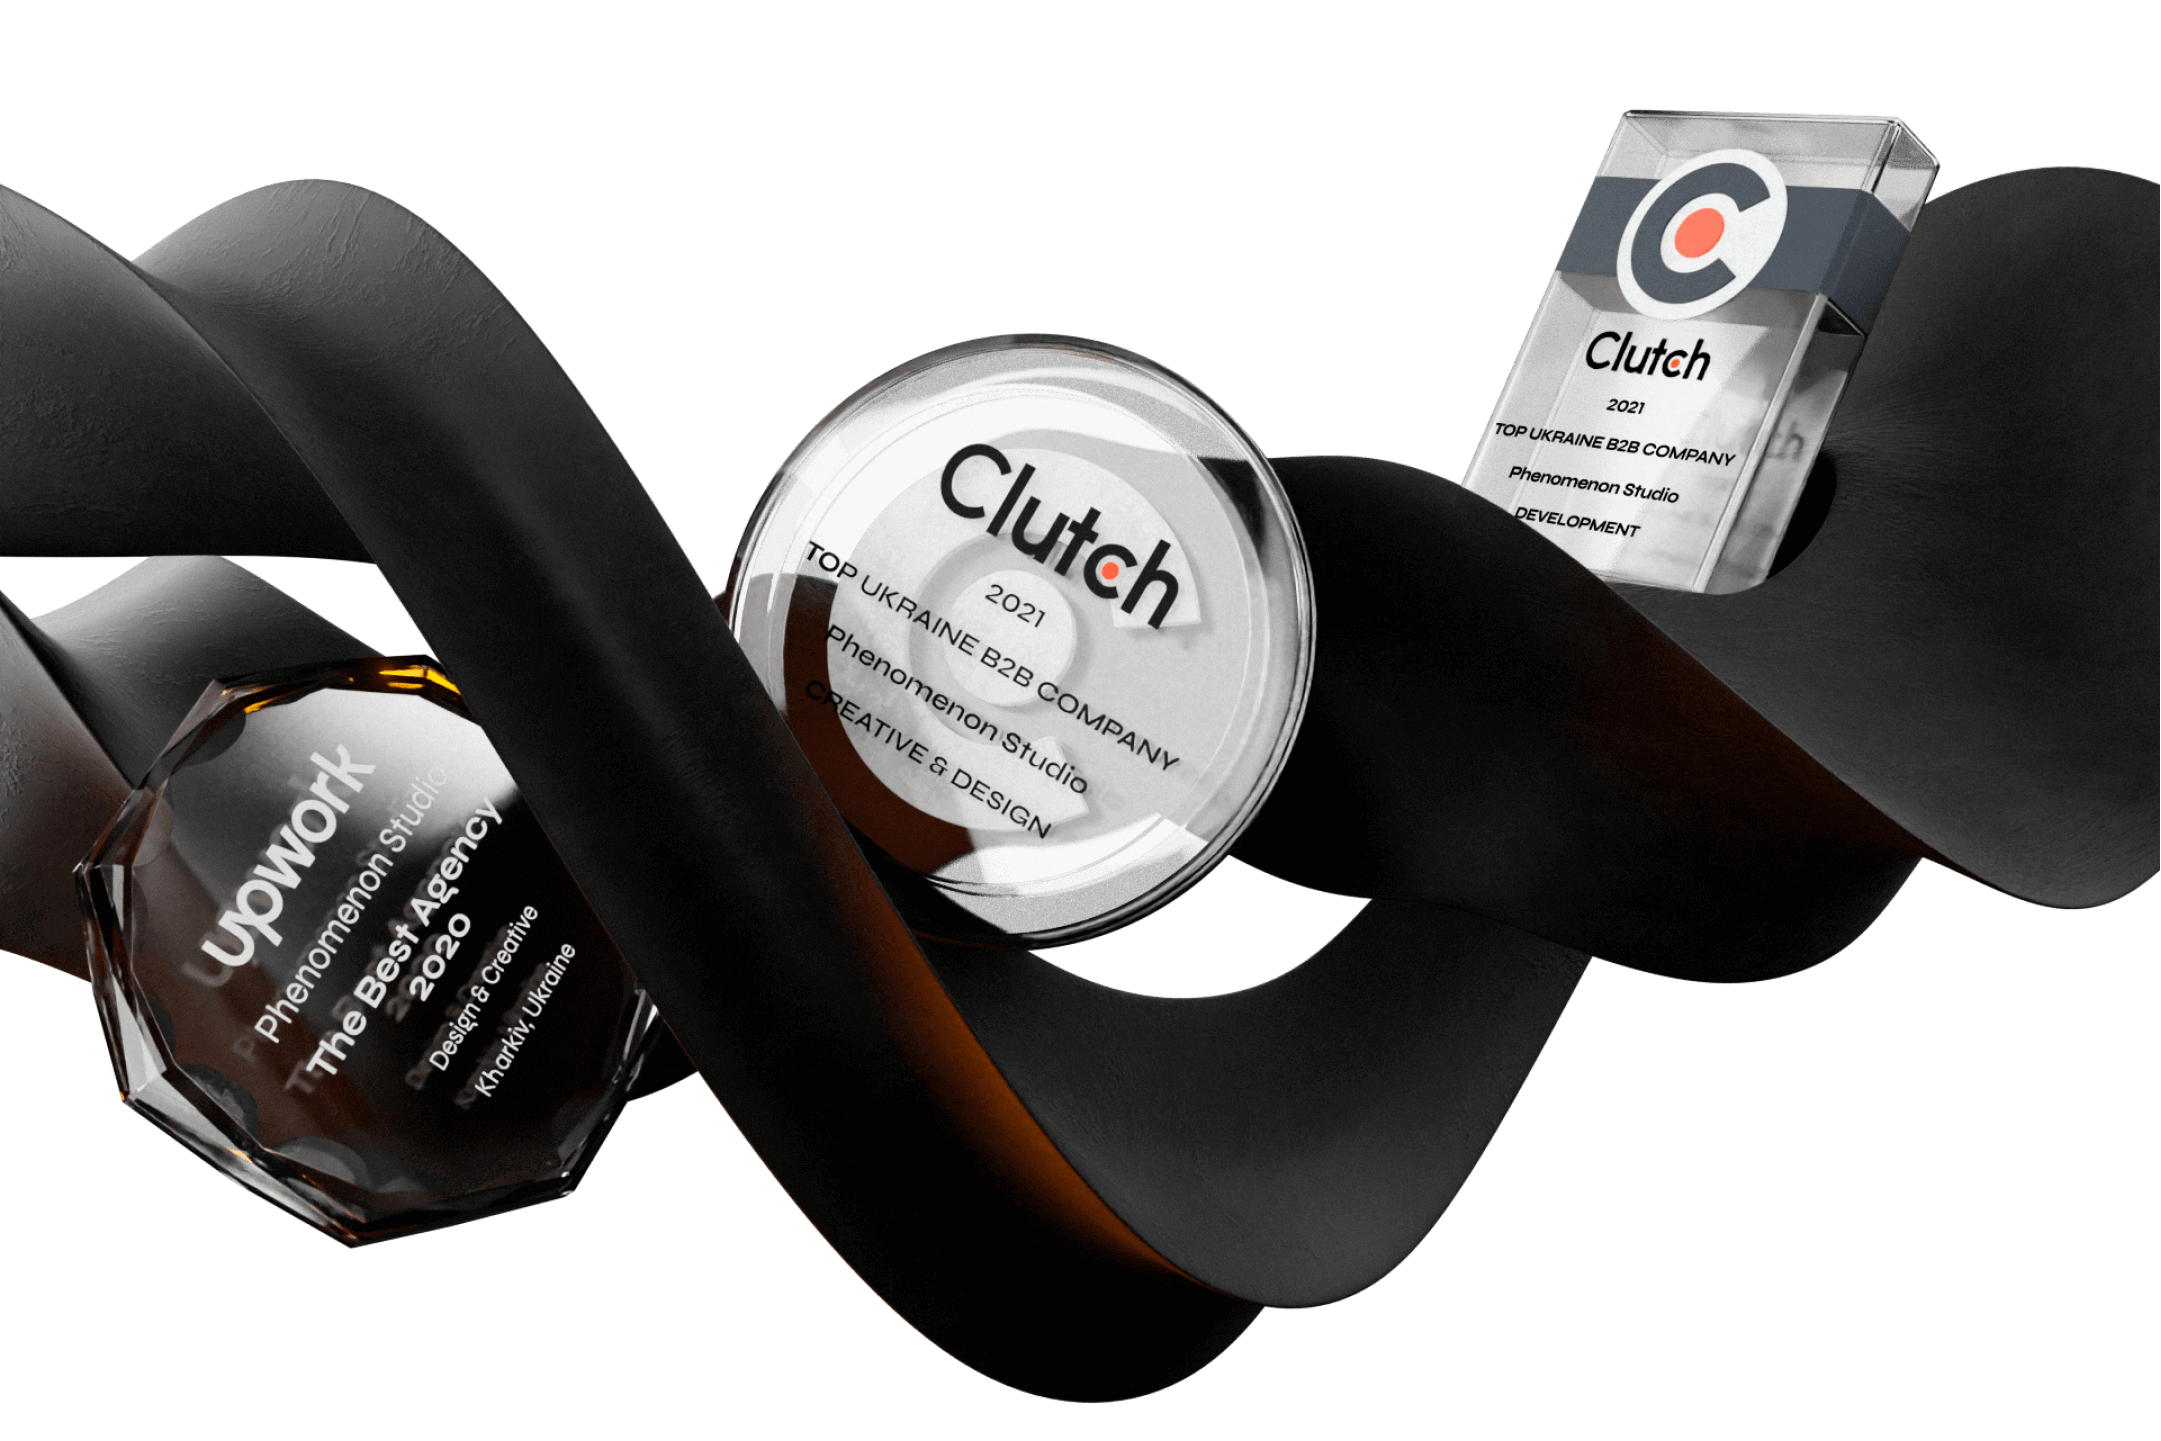 upwork
Phenomenon Studio
The Best Agency
2020
Design & Creative
Kharkiv, Ukraine
Clutch
2021
TOP UKRAINE B2B COMPANY
Phenomenon Studio
CREATIVE & DESIGN
Clutch
2021
TOP UKRAINE B2B COMPANY
Phenomenon Studio
DEVELOPMENT